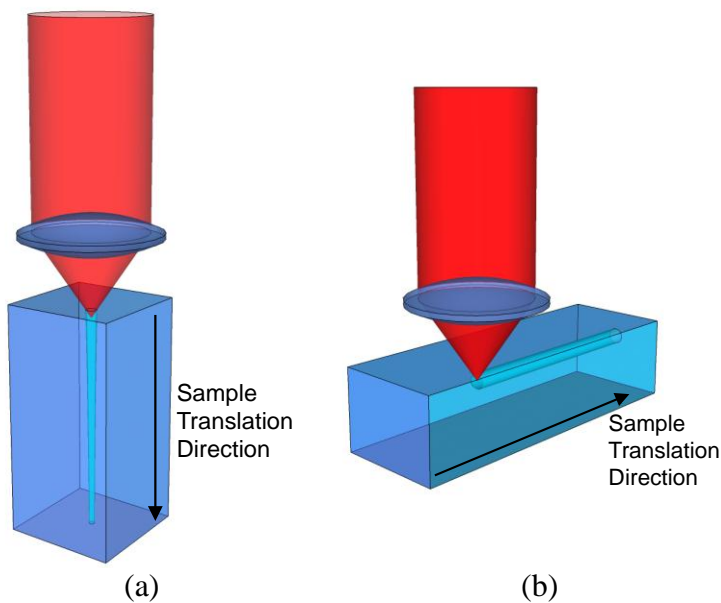 Sample
Translation
Direction
Sample
Translation
Direction
(a)
(b)